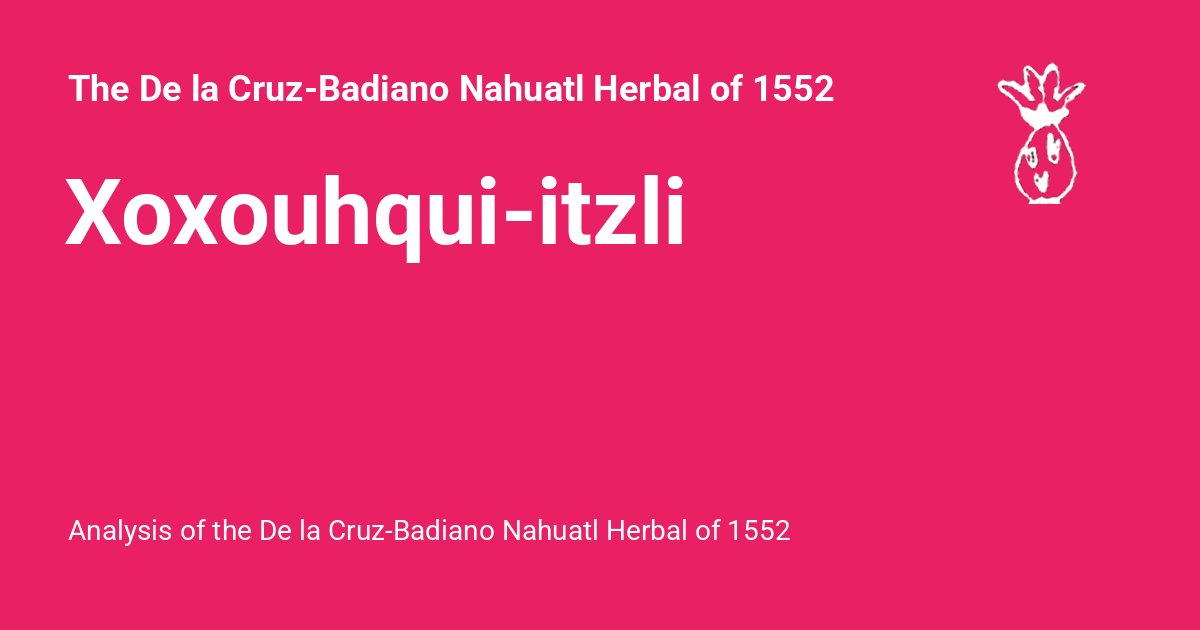 The De la Cruz-Badiano Nahuatl Herbal of 1552
Xoxouhqui-itzli
Analysis of the De la Cruz-Badiano Nahuatl Herbal of 1552